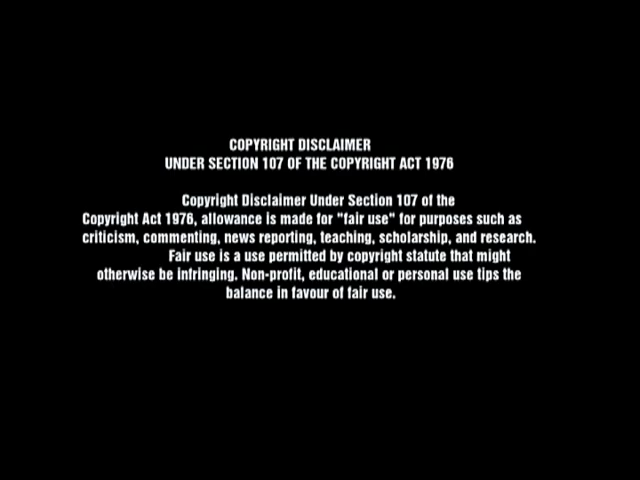 COPYRIGHT DISCLAIMER
UNDER SECTION 107 OF THE COPYRIGHT ACT 1976
Copyright Disclaimer Under Section 107 of the
Copyright Act 1976, allowance is made for "fair use" for purposes such as
criticism, commenting, news reporting, teaching, scholarship, and research.
Fair use is a use permitted by copyright statute that might
otherwise be infringing. Non-profit, educational or personal use tips the
balance in favour of fair use.